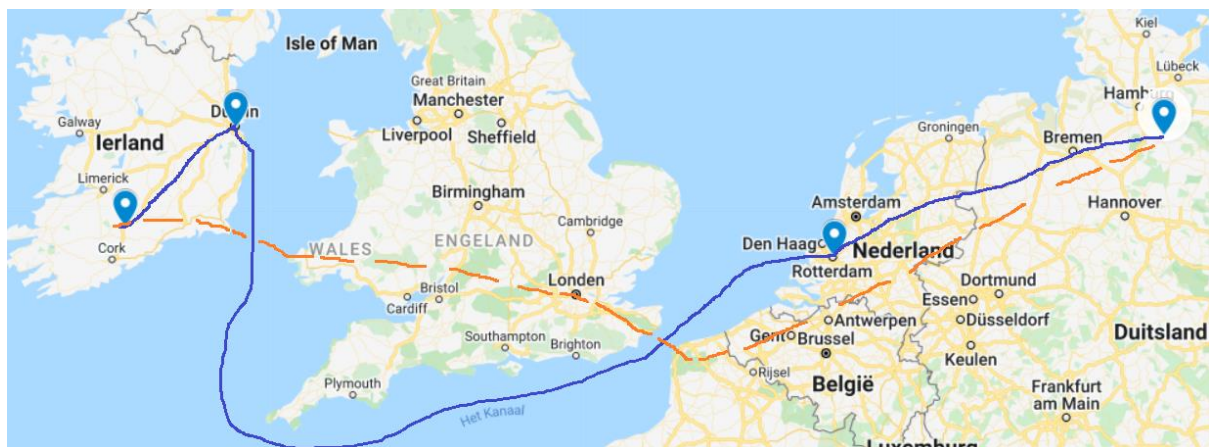 Isle of Man
Kiel
Lübeck
Hamburg
Great Britain
Manchester
Liverpool
Sheffield
Galway
Ierland
Groningen
Bremen
Limerick
Birmingham
Cambridge
Amsterdam
Hannover
Cork
WALES
ENGELAND
Den Haag
Nederland
Rotterdam
Londen
Bristol
Cardiff
Dortmund
Essen
Düsseldorf
Antwerpen
Gent
Brussel
Duitsland
Southampton
Brighton
Keulen
Rijsel
België
Plymouth
Het Kanaal
Frankfurt
am Main